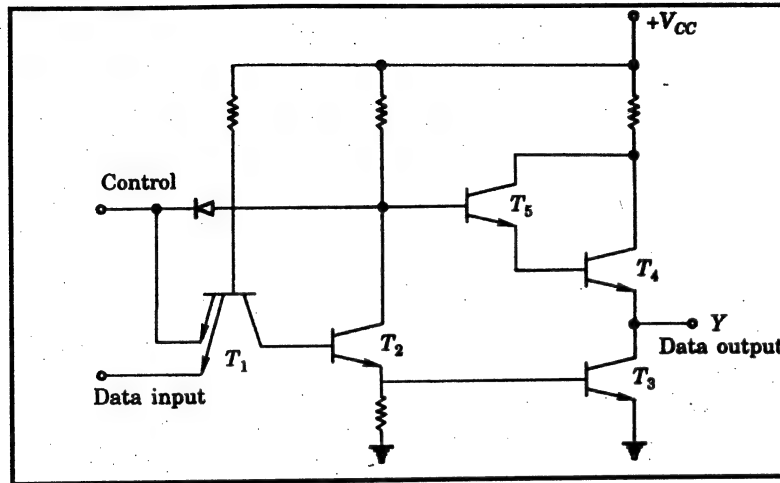 +V_CC
Control
T_5
T_4
Y
T_1
T_2
Data output
T_3
Data input